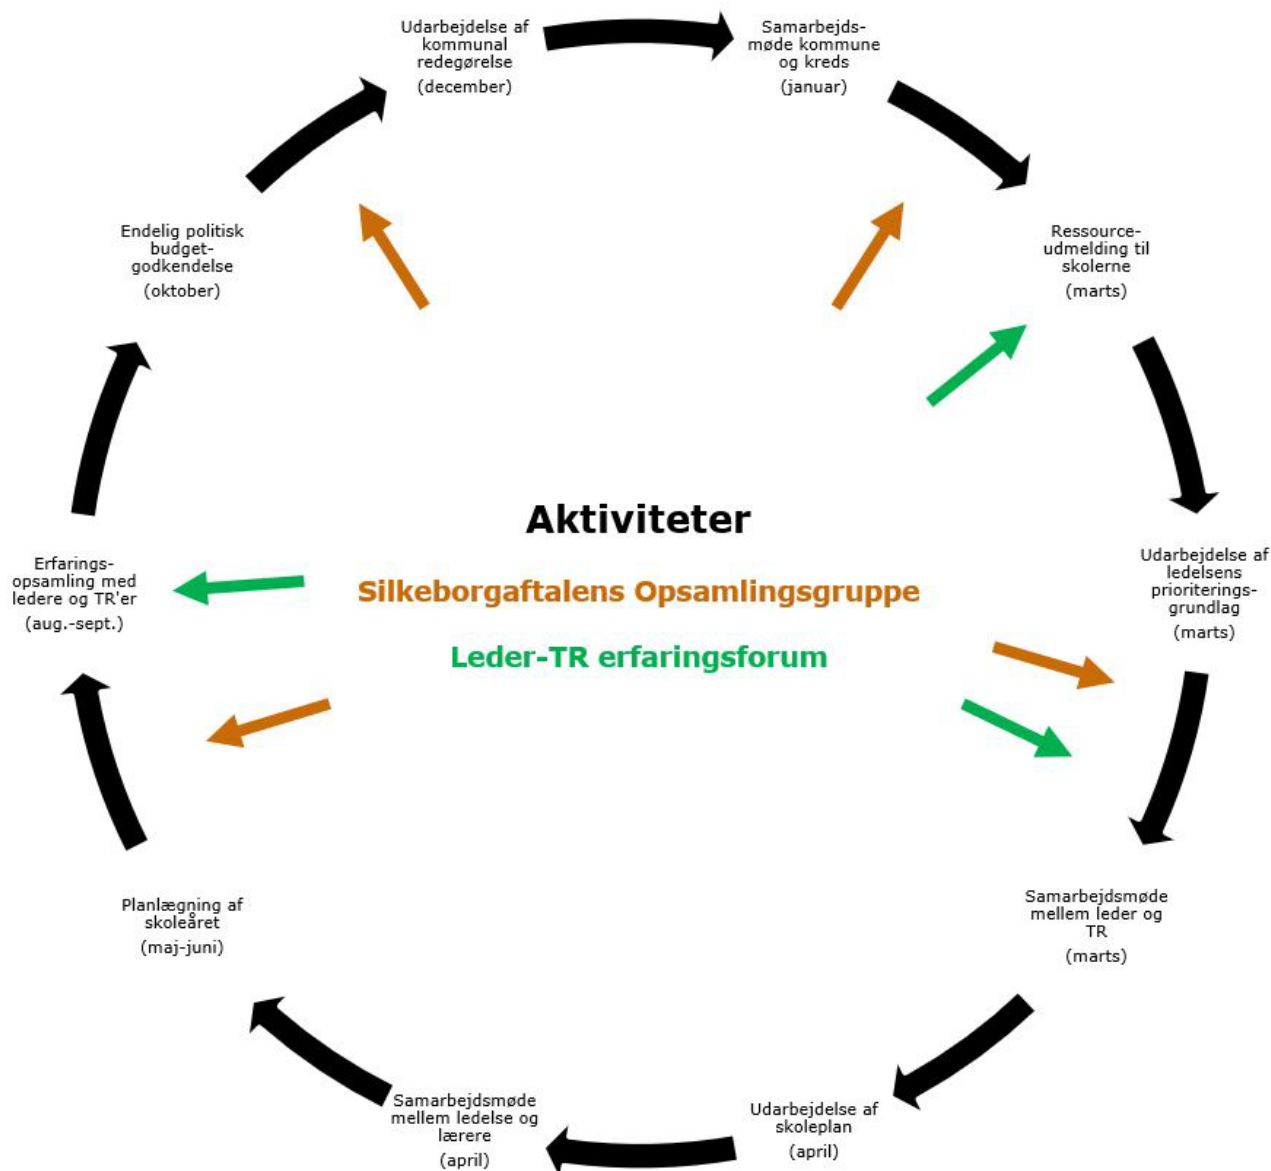 Udarbejdelse af
kommunal
redegørelse
(december)
Samarbejds-
møde kommune
og kreds
(januar)
Ressource-
udmelding til
skolerne
(marts)
Udarbejdelse af
ledelsens
prioriterings-
grundlag
(marts)
Samarbejdsmøde
mellem leder og
TR
(marts)
Udarbejdelse af
skoleplan
(april)
Samarbejdsmøde
mellem ledelse og
lærere
(april)
Planlægning af
skoleåret
(maj-juni)
Erfarings-
opsamling med
ledere og TR'er
(aug.-sept.)
Endelig politisk
budget-
godkendelse
(oktober)
Aktiviteter
Silkeborgaftalens Opsamlingsgruppe
Leder-TR erfaringsforum